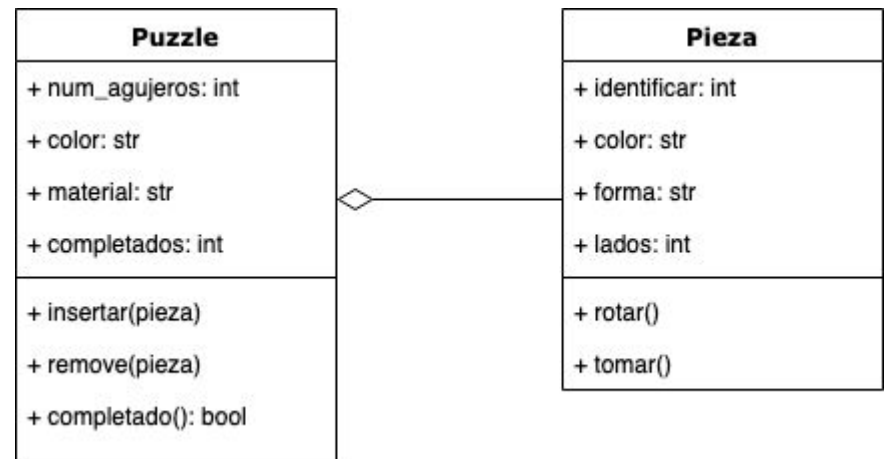 Puzzle
+ num_agujeros: int
+ color: str
+ material: str
+ completados: int
+ insertar(pieza)
+ remove(pieza)
+ completado(): bool
Pieza
+ identificar: int
+ color: str
+ forma: str
+ lados: int
+ rotar()
+ tomar()